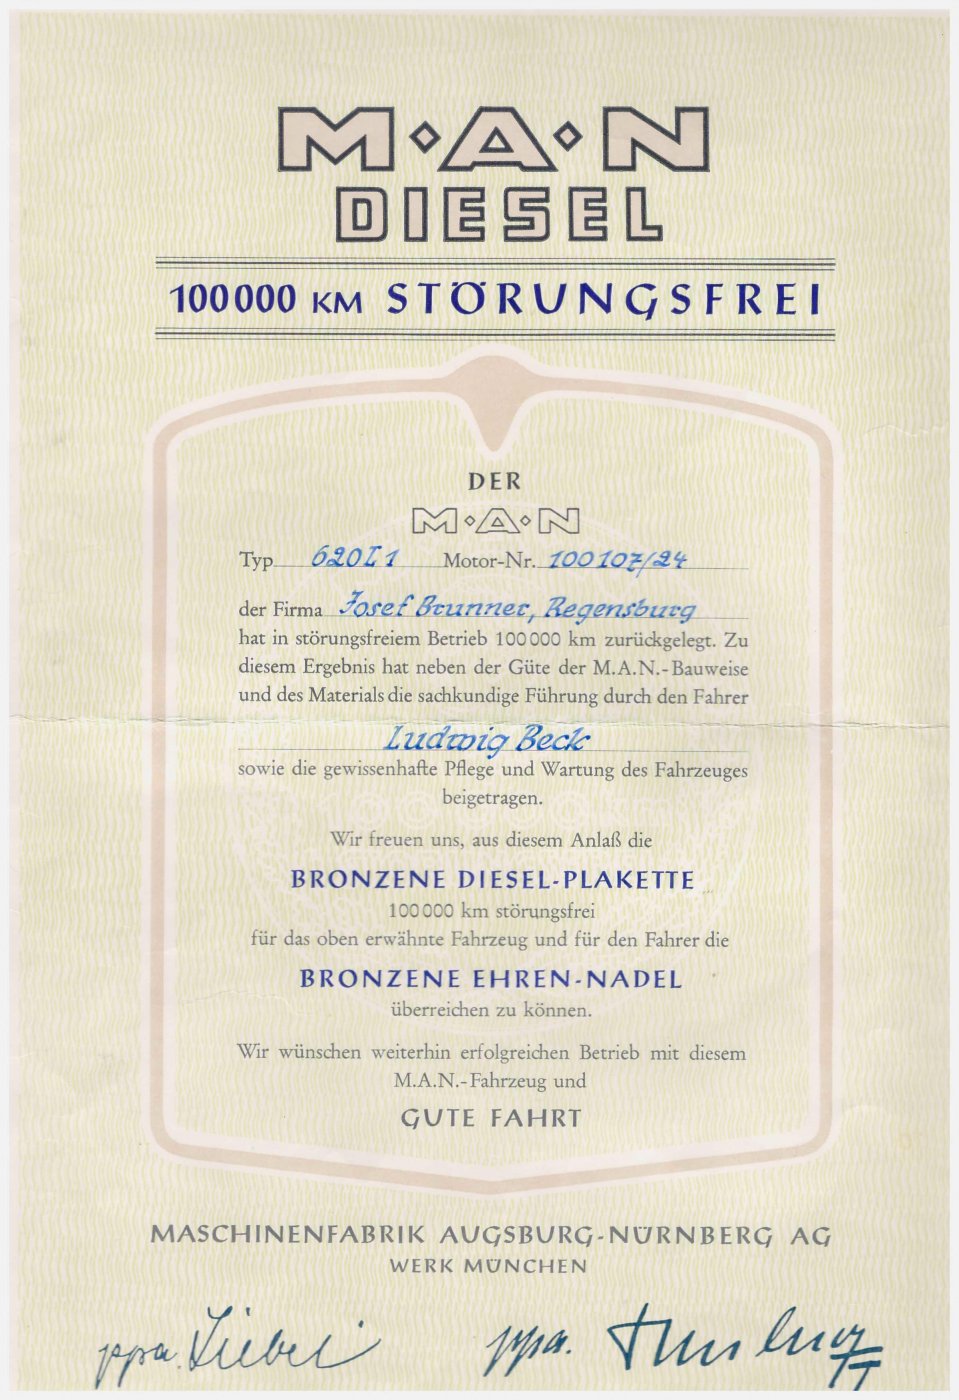 M·A·N
DIESEL
100000 KM STÖRUNGSFREI
DER
M·A·N
Typ 620L1 Motor-Nr. 100107/24
der Firma Josef Brunner, Regensburg
hat in störungsfreiem Betrieb 100000 km zurückgelegt. Zu
diesem Ergebnis hat neben der Güte der M.A.N.-Bauweise
und des Materials die sachkundige Führung durch den Fahrer
Ludwig Beck
sowie die gewissenhafte Pflege und Wartung des Fahrzeuges
beigetragen.
Wir freuen uns, aus diesem Anlaß die
BRONZENE DIESEL-PLAKETTE
100000 km störungsfrei
für das oben erwähnte Fahrzeug und für den Fahrer die
BRONZENE EHREN-NADEL
überreichen zu können.
Wir wünschen weiterhin erfolgreichen Betrieb mit diesem
M.A.N.-Fahrzeug und
GUTE FAHRT
MASCHINENFABRIK AUGSBURG-NÜRNBERG AG
WERK MÜNCHEN
ppa. ppa.